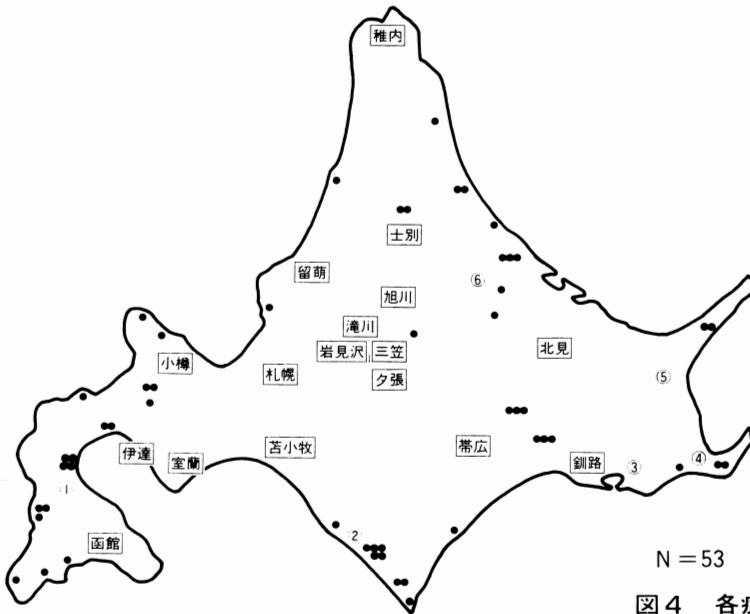 稚内
士別
留萌
⑥
旭川
滝川
岩見沢 三笠
北見
小樽
札幌
夕張
⑤
伊達
室蘭
苫小牧
帯広
釧路
③
④
1
2
函館
N=53
図4 各